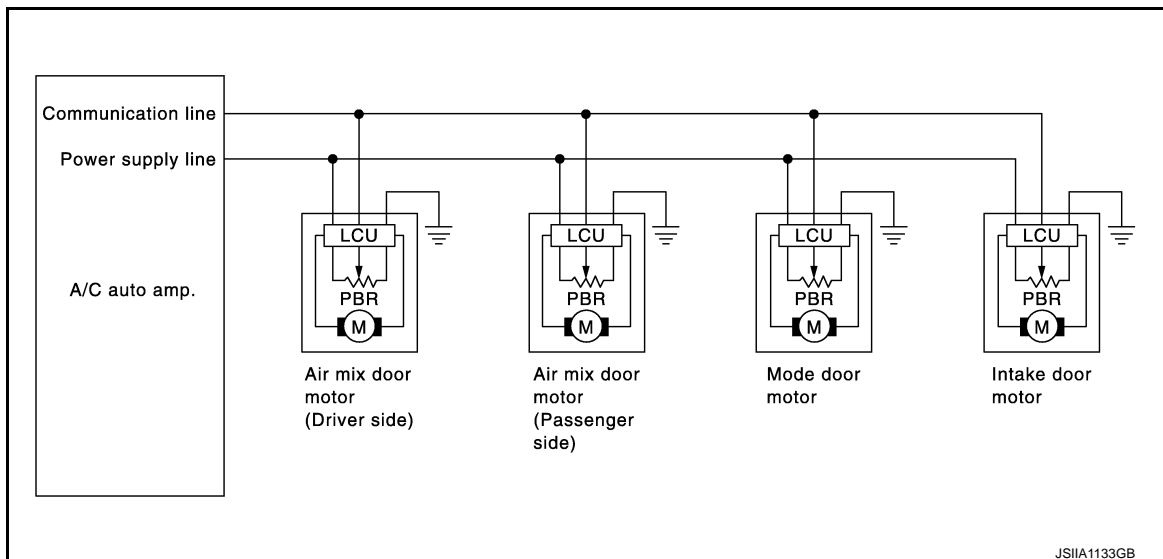 Communication line
Power supply line
A/C auto amp.
LCU
PBR
M
Air mix door
motor
(Driver side)
LCU
PBR
M
Air mix door
motor
(Passenger
side)
LCU
PBR
M
Mode door
motor
LCU
PBR
M
Intake door
motor
JSIIA1133GB